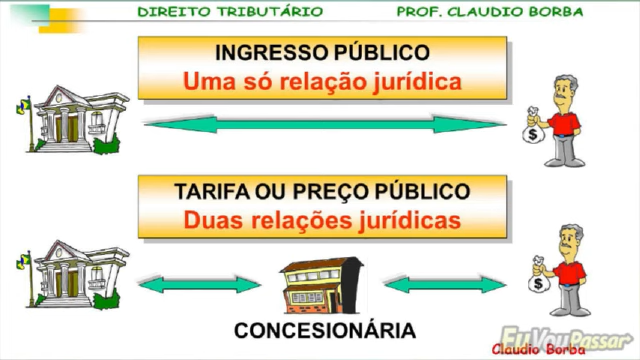 DIREITO TRIBUTÁRIO PROF. CLAUDIO BORBA
INGRESSO PÚBLICO
Uma só relação jurídica
$
TARIFA OU PREÇO PÚBLICO
Duas relações jurídicas
$
CONCESIONÁRIA
EuVouPassar
Claudio Borba